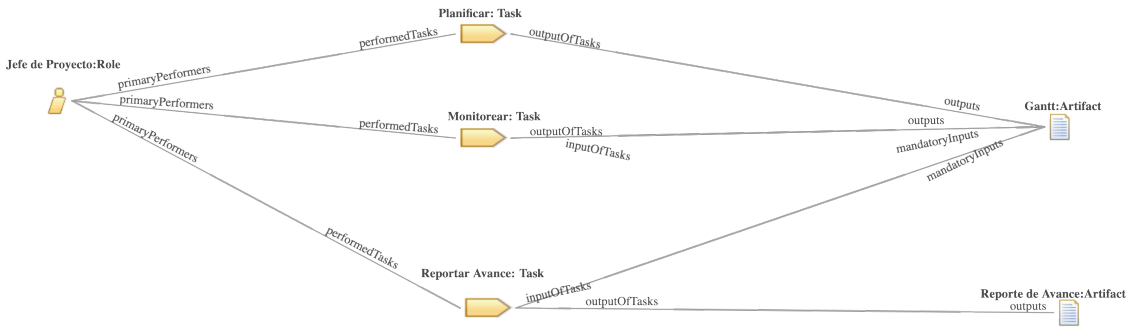 Planificar: Task
performedTasks
outputOfTasks
Jefe de Proyecto:Role
primaryPerformers
primaryPerformers
primaryPerformers
outputs
Gantt:Artifact
Monitorear: Task
performedTasks
outputOfTasks
inputOfTasks
outputs
mandatoryInputs
mandatoryInputs
performedTasks
Reportar Avance: Task
inputOfTasks
outputOfTasks
Reporte de Avance:Artifact
outputs